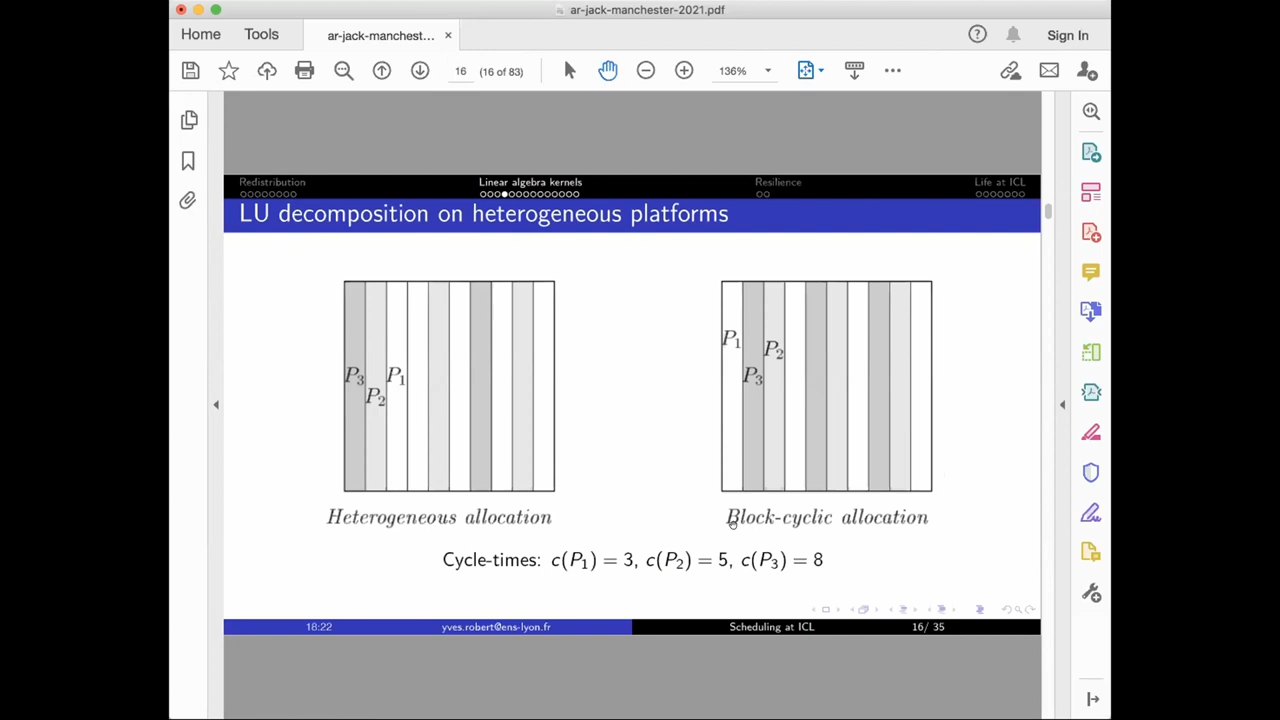 ar-jack-manchester-2021.pdf
Home
Tools
ar-jack-manchest...
Sign In
16
(16 of 83)
136%
Redistribution
Linear algebra kernels
Resilience
Life at ICL
LU decomposition on heterogeneous platforms
P3
P2
P1
P1
P3
P2
Heterogeneous allocation
Block-cyclic allocation
Cycle-times: c(P1) = 3, c(P2) = 5, c(P3) = 8
18:22
yves.robert@ens-lyon.fr
Scheduling at ICL
16/ 35